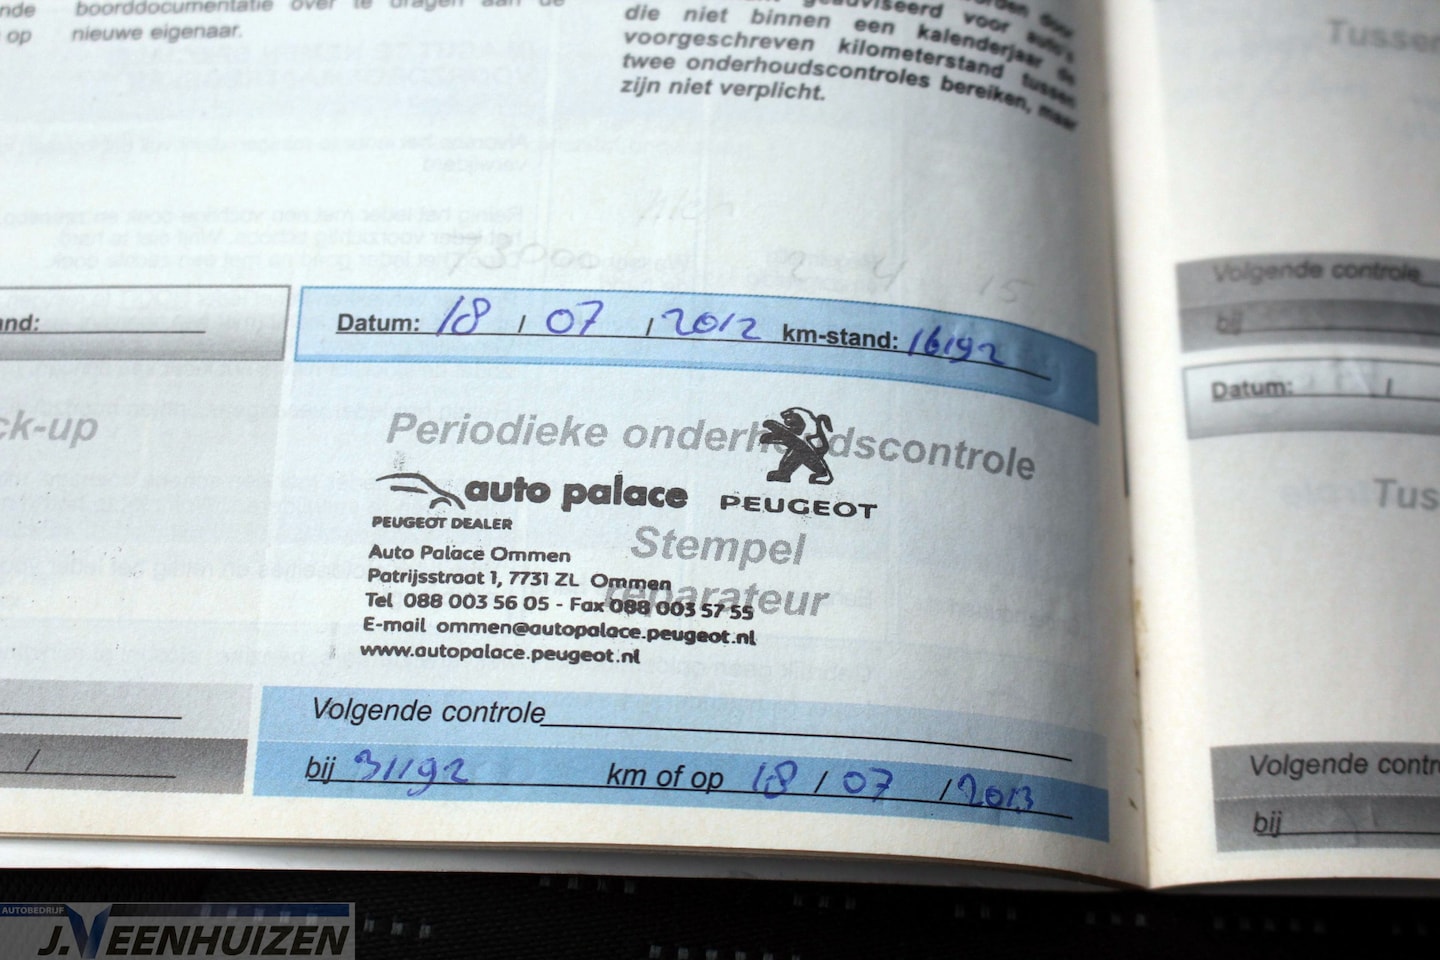 nde
op
boorddocumentatie over te dragen aan de
nieuwe eigenaar.
geadviseerd voor auto's
die niet binnen een kalenderjaar de
voorgeschreven kilometerstand tussen
twee onderhoudscontroles bereiken, maar
zijn niet verplicht.
and:
Datum: 18 / 07 / 2012 km-stand: 16192
ck-up
Periodieke onderhoudscontrole
auto palace PEUGEOT
PEUGEOT DEALER
Stempel
reparateur
Auto Palace Ommen
Patrijsstraat 1, 7731 ZL Ommen
Tel 088 003 56 05 - Fax 088 003 57 55
E-mail ommen@autopalace.peugeot.nl
www.autopalace.peugeot.nl
Volgende controle
bij 31192 km of op 18 / 07 / 2013
/
Tussen
Volgende controle
bij
Datum: /
Tus
Volgende contr
bij
AUTOBEDRIJF
J.VEENHUIZEN